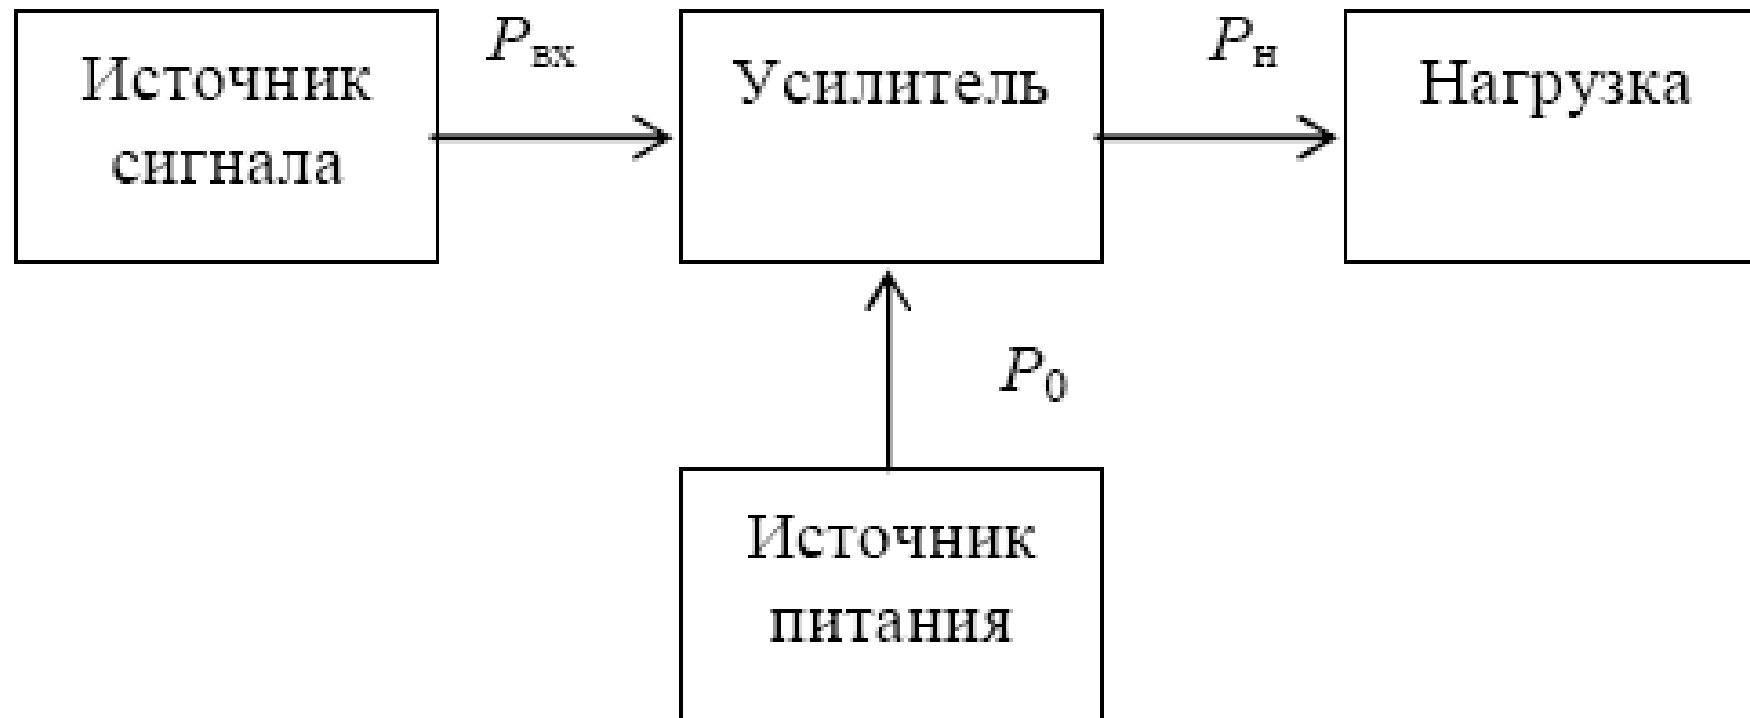 Источник
сигнала
Pвх
Усилитель
Pн
Нагрузка
P0
Источник
питания